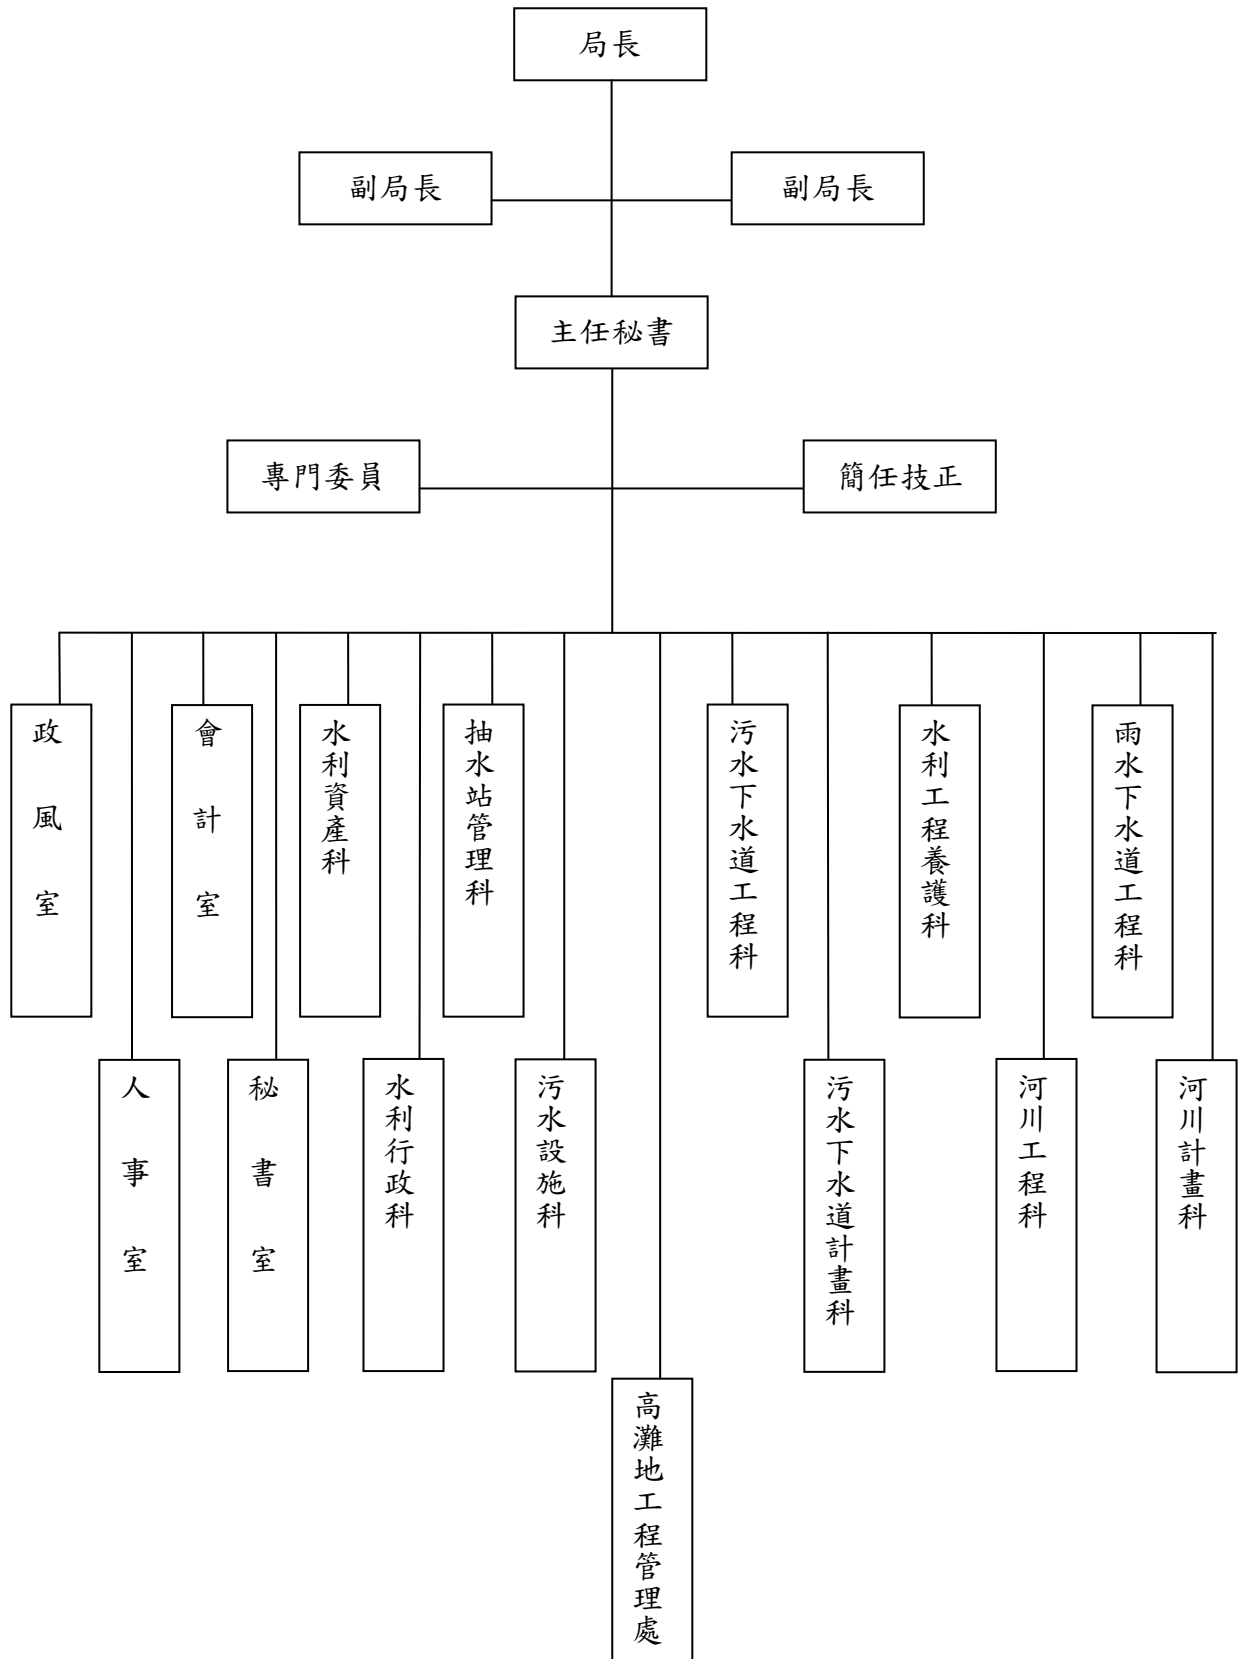 局長
副局長
副局長
主任秘書
專門委員
簡任技正
政風室
會計室
水利資產科
抽水站管理科
污水下水道工程科
水利工程養護科
雨水下水道工程科
人事室
秘書室
水利行政科
污水設施科
污水下水道計畫科
河川工程科
河川計畫科
高灘地工程管理處